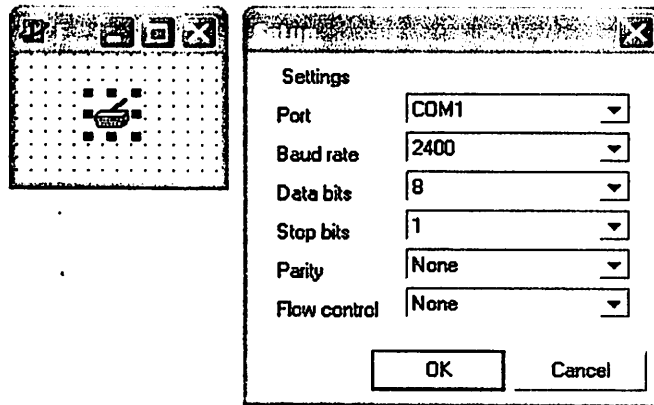 Settings
Port COM1
Baud rate 2400
Data bits 8
Stop bits 1
Parity None
Flow control None
OK Cancel